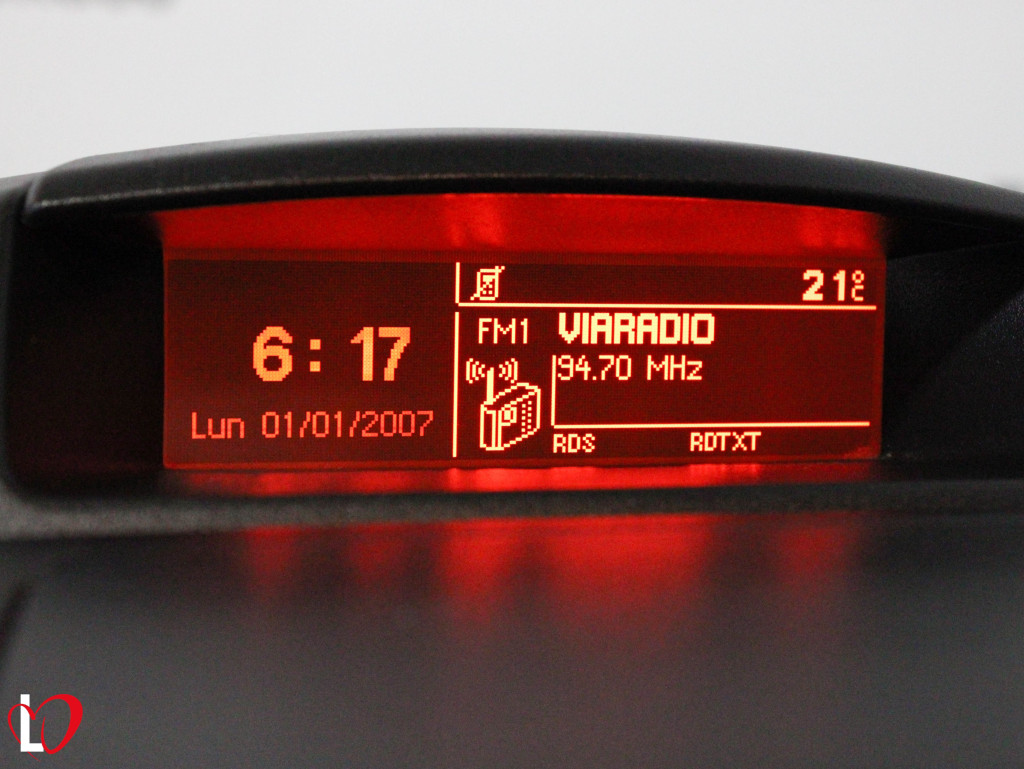 6:17
Lun 01/01/2007
21°C
FM1 VIARADIO
94.70 MHz
RDS RDTXT
L